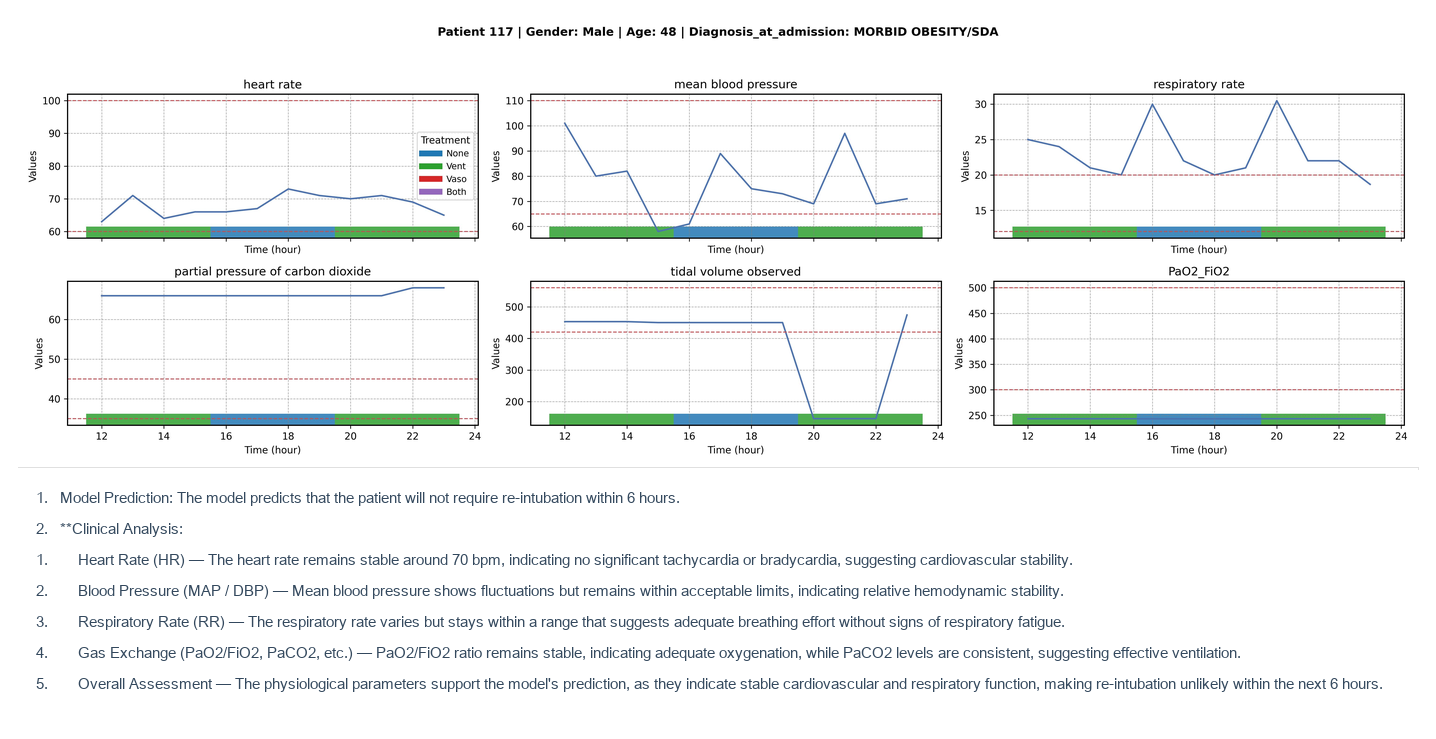 Patient 117 | Gender: Male | Age: 48 | Diagnosis_at_admission: MORBID OBESITY/SDA
heart rate
Values
100
90
80
70
60
Treatment
None
Vent
Vaso
Both
Time (hour)
mean blood pressure
Values
110
100
90
80
70
60
Time (hour)
respiratory rate
Values
30
25
20
15
Time (hour)
partial pressure of carbon dioxide
Values
60
50
40
12 14 16 18 20 22 24
Time (hour)
tidal volume observed
Values
500
400
300
200
12 14 16 18 20 22 24
Time (hour)
PaO2_FiO2
Values
500
450
400
350
300
250
12 14 16 18 20 22 24
Time (hour)
1. Model Prediction: The model predicts that the patient will not require re-intubation within 6 hours.
2. **Clinical Analysis:
1. Heart Rate (HR) — The heart rate remains stable around 70 bpm, indicating no significant tachycardia or bradycardia, suggesting cardiovascular stability.
2. Blood Pressure (MAP / DBP) — Mean blood pressure shows fluctuations but remains within acceptable limits, indicating relative hemodynamic stability.
3. Respiratory Rate (RR) — The respiratory rate varies but stays within a range that suggests adequate breathing effort without signs of respiratory fatigue.
4. Gas Exchange (PaO2/FiO2, PaCO2, etc.) — PaO2/FiO2 ratio remains stable, indicating adequate oxygenation, while PaCO2 levels are consistent, suggesting effective ventilation.
5. Overall Assessment — The physiological parameters support the model's prediction, as they indicate stable cardiovascular and respiratory function, making re-intubation unlikely within the next 6 hours.